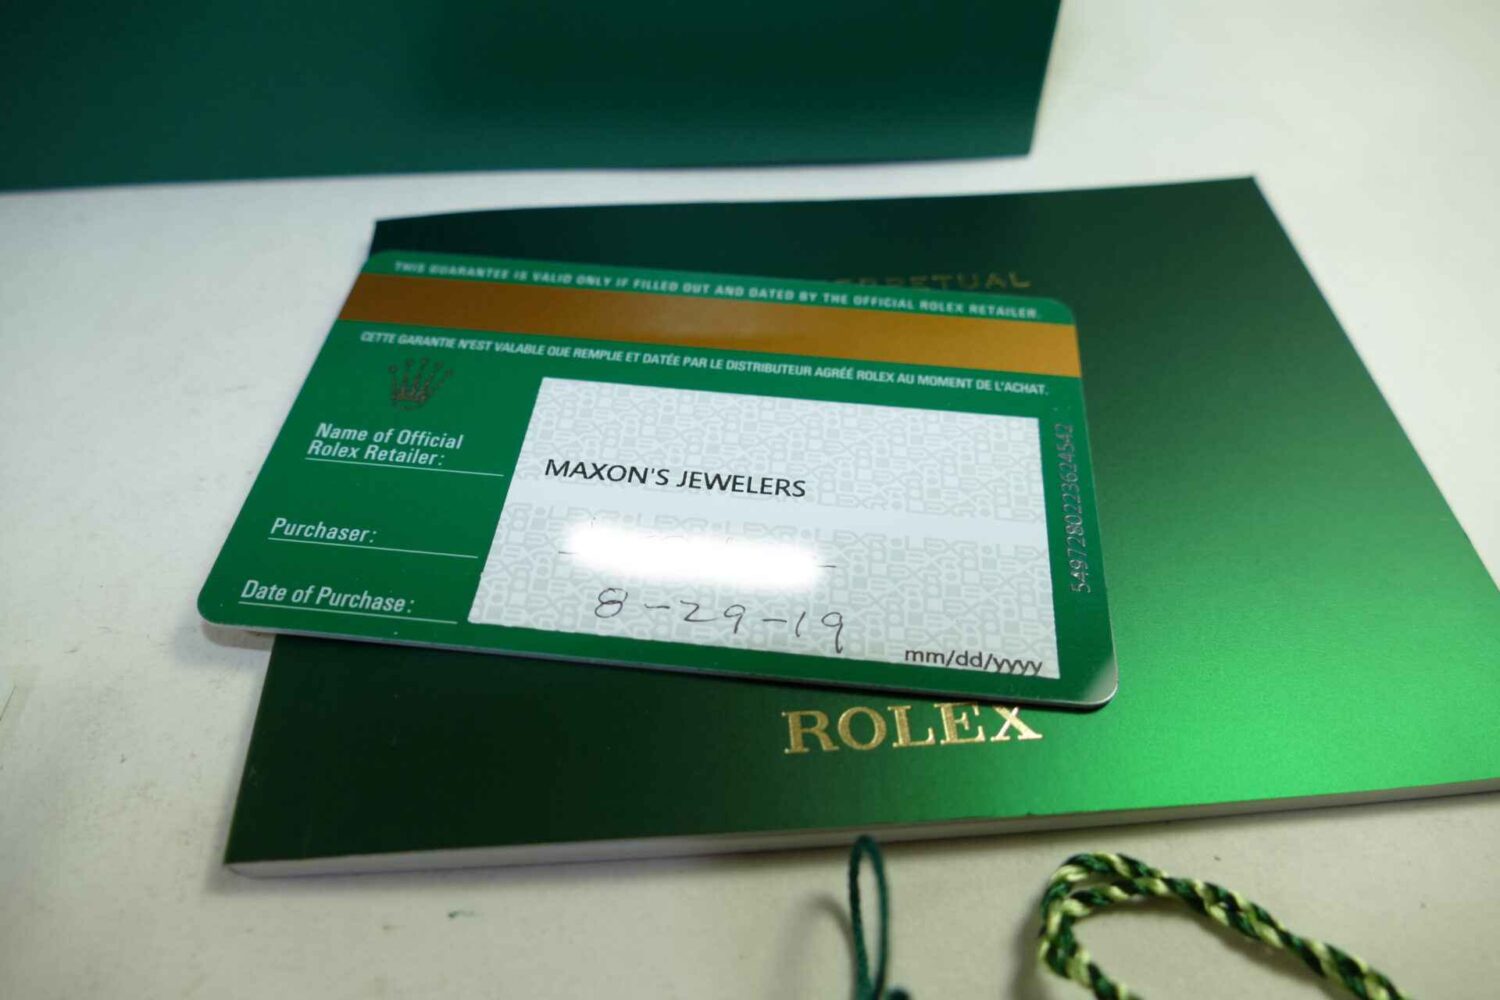 PERPETUAL
THIS GUARANTEE IS VALID ONLY IF FILLED OUT AND DATED BY THE OFFICIAL ROLEX RETAILER.
CETTE GARANTIE N'EST VALABLE QUE REMPLIE ET DATÉE PAR LE DISTRIBUTEUR AGRÉÉ ROLEX AU MOMENT DE L'ACHAT.
Name of Official
Rolex Retailer:
MAXON'S JEWELERS
Purchaser:
Date of Purchase:
8-29-19
mm/dd/yyyy
5497280223624542
ROLEX